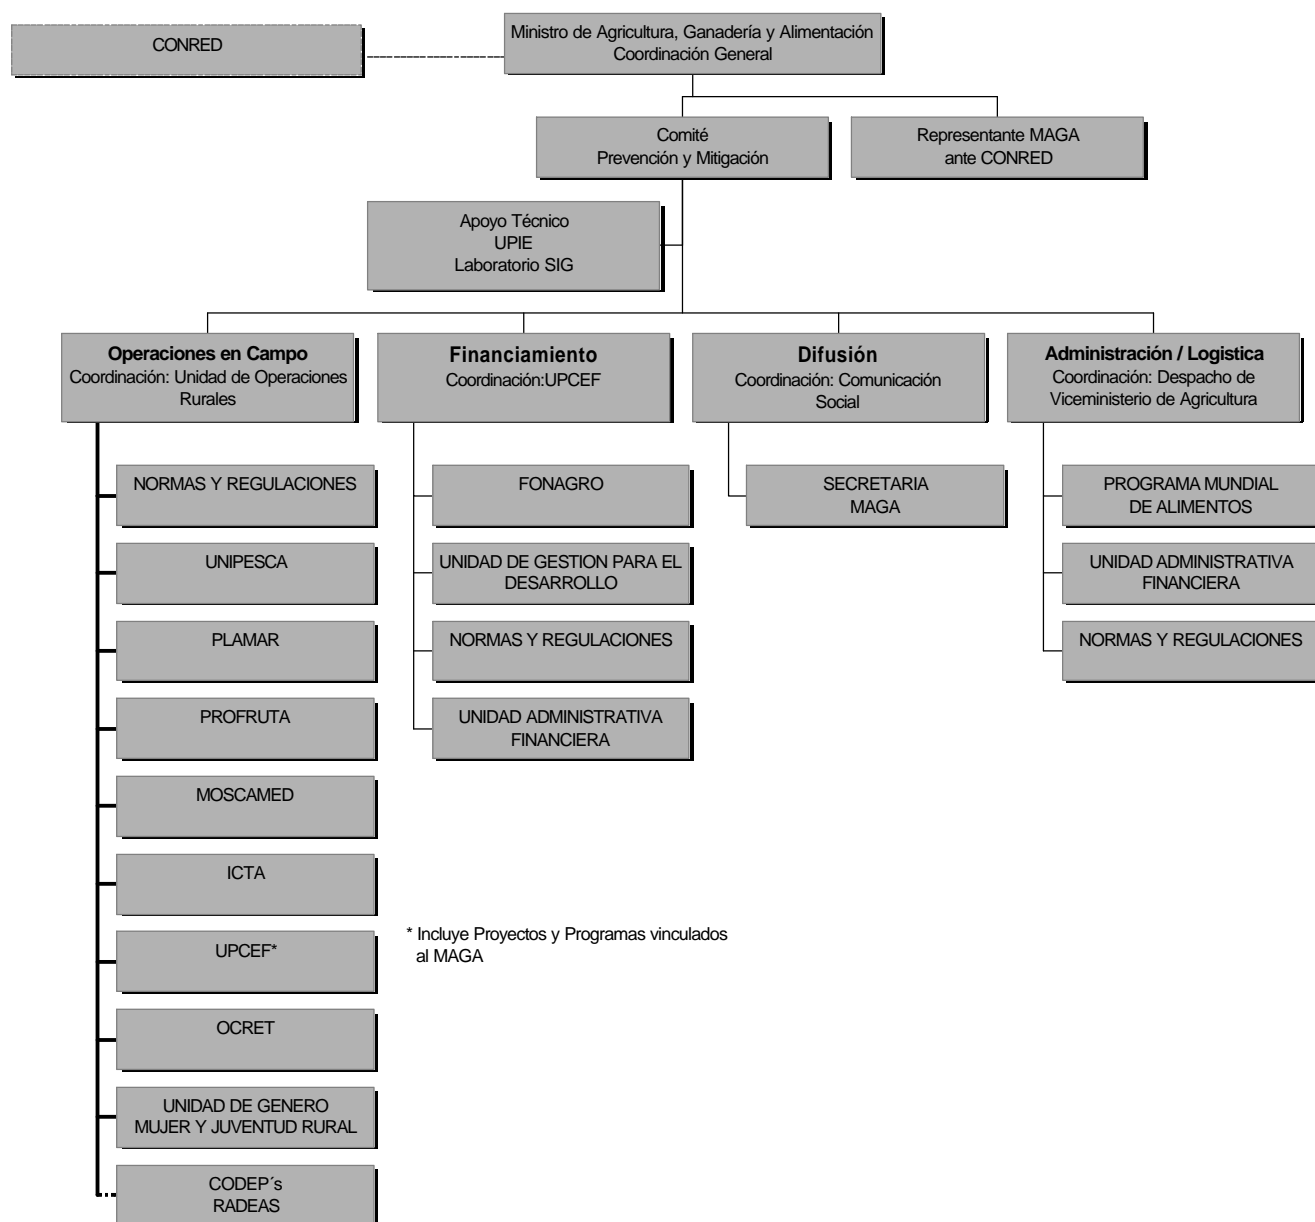 CONRED
Ministro de Agricultura, Ganadería y Alimentación
Coordinación General
Comité
Prevención y Mitigación
Representante MAGA
ante CONRED
Apoyo Técnico
UPIE
Laboratorio SIG
Operaciones en Campo
Coordinación: Unidad de Operaciones
Rurales
Financiamiento
Coordinación:UPCEF
Difusión
Coordinación: Comunicación
Social
Administración / Logistica
Coordinación: Despacho de
Viceministerio de Agricultura
NORMAS Y REGULACIONES
UNIPESCA
PLAMAR
PROFRUTA
MOSCAMED
ICTA
UPCEF*
OCRET
UNIDAD DE GENERO
MUJER Y JUVENTUD RURAL
CODEP´s
RADEAS
FONAGRO
UNIDAD DE GESTION PARA EL
DESARROLLO
NORMAS Y REGULACIONES
UNIDAD ADMINISTRATIVA
FINANCIERA
SECRETARIA
MAGA
PROGRAMA MUNDIAL
DE ALIMENTOS
UNIDAD ADMINISTRATIVA
FINANCIERA
NORMAS Y REGULACIONES
* Incluye Proyectos y Programas vinculados
al MAGA